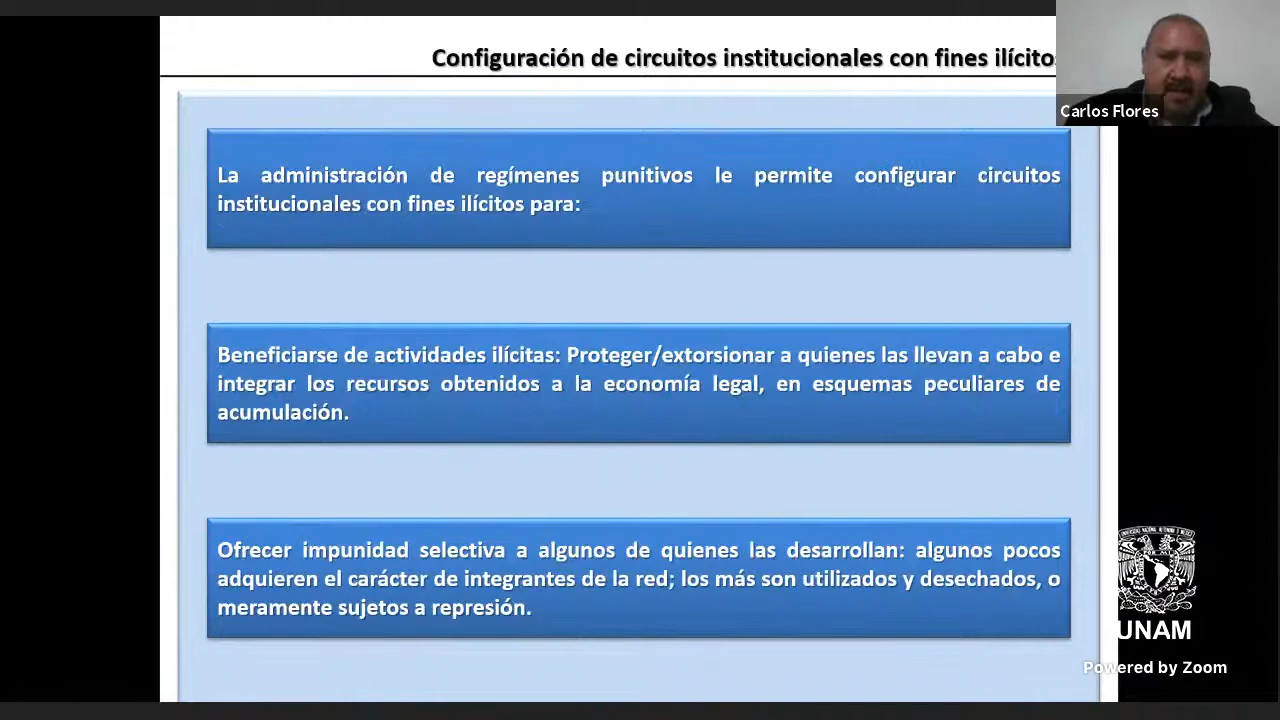 Configuración de circuitos institucionales con fines ilícito
Carlos Flores
La administración de regímenes punitivos le permite configurar circuitos
institucionales con fines ilícitos para:
Beneficiarse de actividades ilícitas: Proteger/extorsionar a quienes las llevan a cabo e
integrar los recursos obtenidos a la economía legal, en esquemas peculiares de
acumulación.
Ofrecer impunidad selectiva a algunos de quienes las desarrollan: algunos pocos
adquieren el carácter de integrantes de la red; los más son utilizados y desechados, o
meramente sujetos a represión.
UNAM
Powered by Zoom